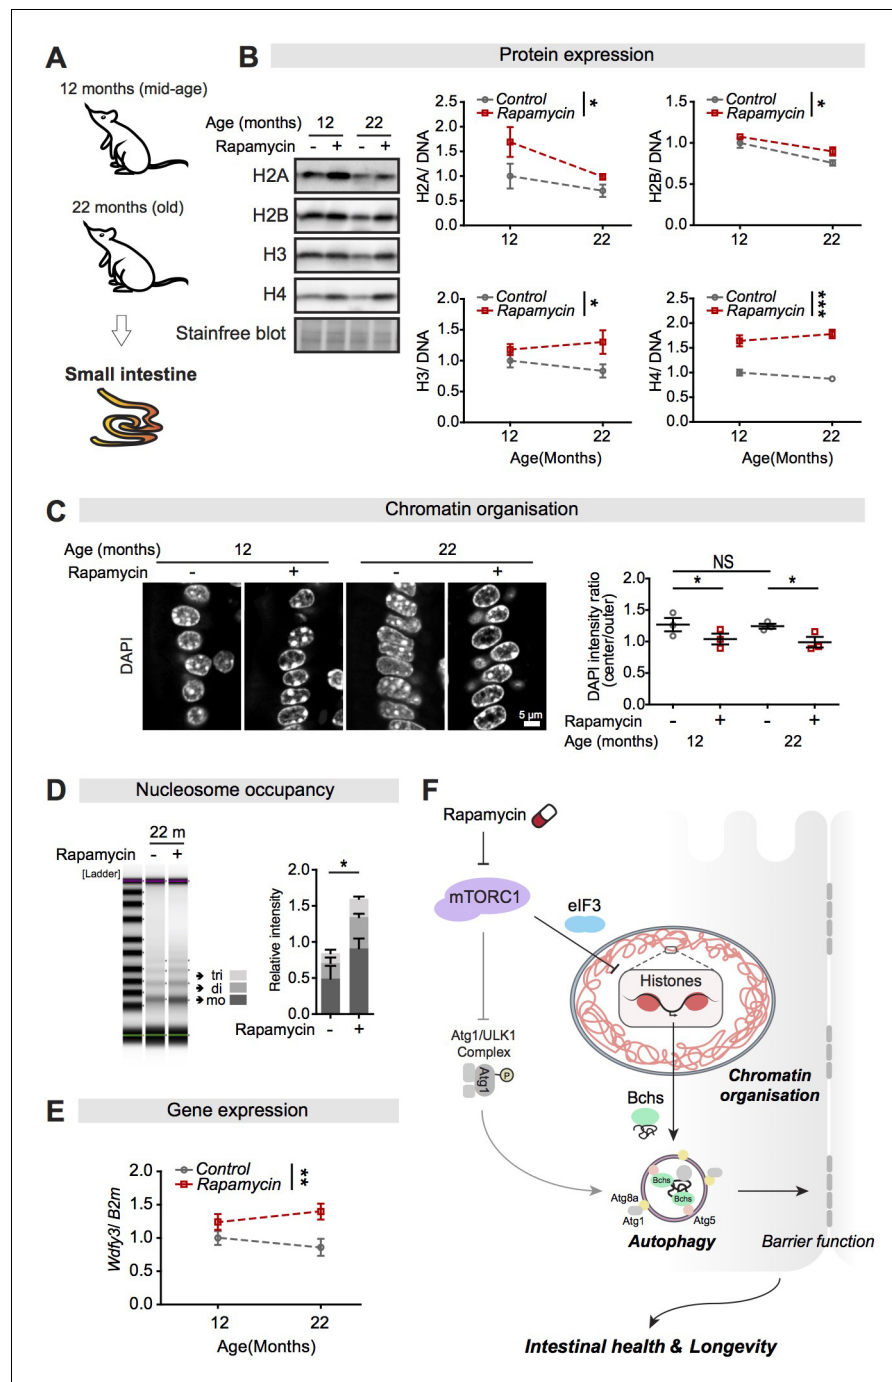 A
12 months (mid-age)
22 months (old)
Small intestine
B
Protein expression
Age (months) 12 22
Rapamycin - + - +
H2A
H2B
H3
H4
Stainfree blot
Control
Rapamycin
*
H2A/ DNA
2.5
2.0
1.5
1.0
0.5
0.0
12 22
Control
Rapamycin
*
H2B/ DNA
1.5
1.0
0.5
0.0
12 22
Control
Rapamycin
*
H3/ DNA
2.0
1.5
1.0
0.5
0.0
12 22
Age(Months)
Control
Rapamycin
***
H4/ DNA
2.5
2.0
1.5
1.0
0.5
0.0
12 22
Age(Months)
C
Chromatin organisation
Age (months) 12 22
Rapamycin - + - +
DAPI
5 µm
DAPI intensity ratio
(center/outer)
2.0
1.5
1.0
0.5
0.0
NS
* *
Rapamycin - + - +
Age (months) 12 22
D
Nucleosome occupancy
22 m
Rapamycin - +
[Ladder]
tri
di
mo
Relative intensity
2.0
1.5
1.0
0.5
0.0
*
Rapamycin - +
E
Gene expression
Control
Rapamycin
**
Wdfy3/ B2m
2.0
1.5
1.0
0.5
0.0
12 22
Age(Months)
F
Rapamycin
mTORC1
eIF3
Histones
Atg1/ULK1
Complex
Atg1
P
Chromatin
organisation
Bchs
Bchs
Bchs
Atg8a
Atg1
Atg5
Autophagy
Barrier function
Intestinal health & Longevity